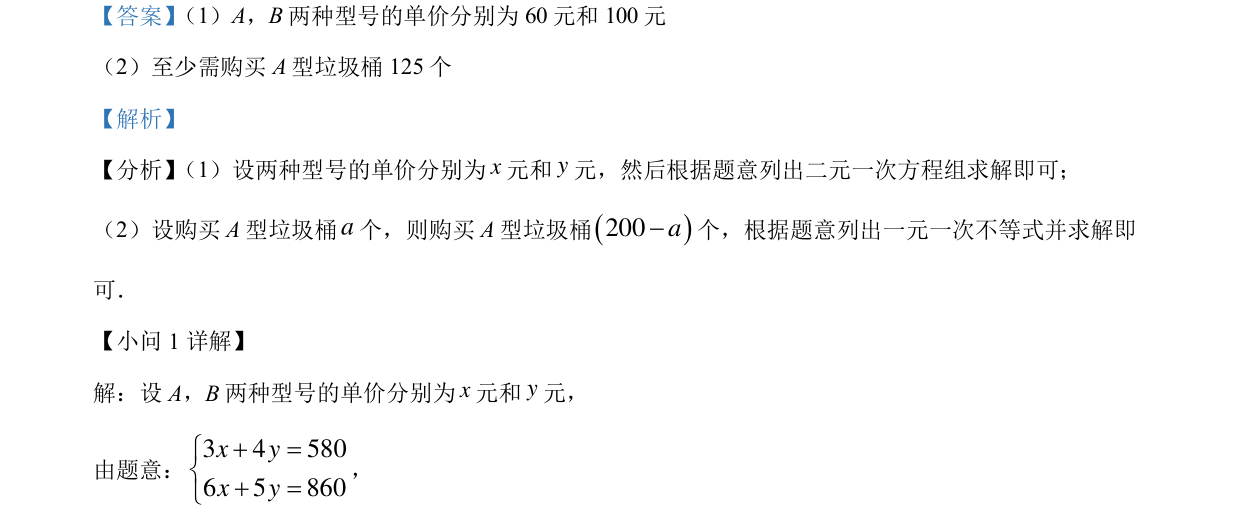 【答案】（1）A，B 两种型号的单价分别为 60 元和 100 元
（2）至少需购买 A 型垃圾桶 125 个
【解析】
【分析】（1）设两种型号的单价分别为 x 元和 y 元，然后根据题意列出二元一次方程组求解即可；
（2）设购买 A 型垃圾桶 a 个，则购买 A 型垃圾桶(200−a)个，根据题意列出一元一次不等式并求解即
可．
【小问 1 详解】
解：设 A，B 两种型号的单价分别为 x 元和 y 元，
由题意：{3x+4y=580
6x+5y=860，